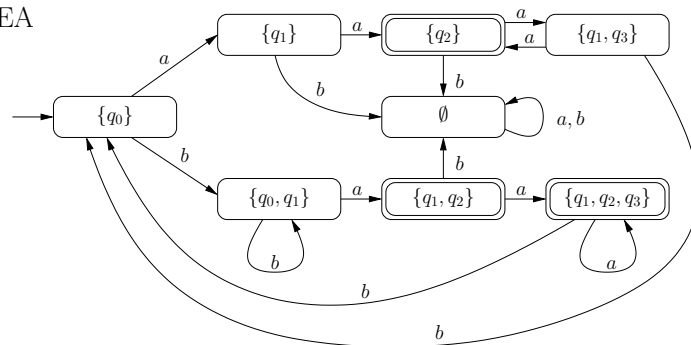 EA
a
a
{q₁}
a
{q₂}
a
{q₁, q₃}
a
b
b
{q₀}
∅
a, b
b
b
{q₀, q₁}
a
{q₁, q₂}
a
{q₁, q₂, q₃}
b
a
b
b